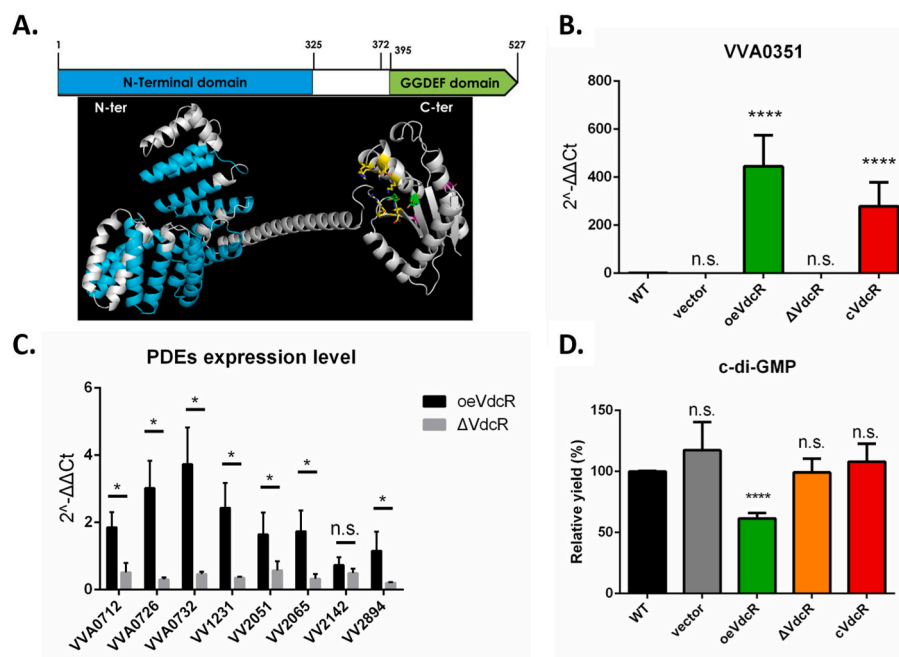 A.
1 325 372 395 527
N-Terminal domain GGDEF domain
N-ter C-ter
B.
VVA0351
2^-ΔΔCt
800
600
400
200
0
n.s. **** n.s. ****
WT vector oeVdcR ΔVdcR cVdcR
C.
PDEs expression level
2^-ΔΔCt
6
4
2
0
* * * * * * n.s. *
oeVdcR
ΔVdcR
VVA0712 VVA0726 VVA0732 VV1231 VV2051 VV2065 VV2142 VV2894
D.
c-di-GMP
Relative yield (%)
150
100
50
0
n.s. **** n.s. n.s.
WT vector oeVdcR ΔVdcR cVdcR